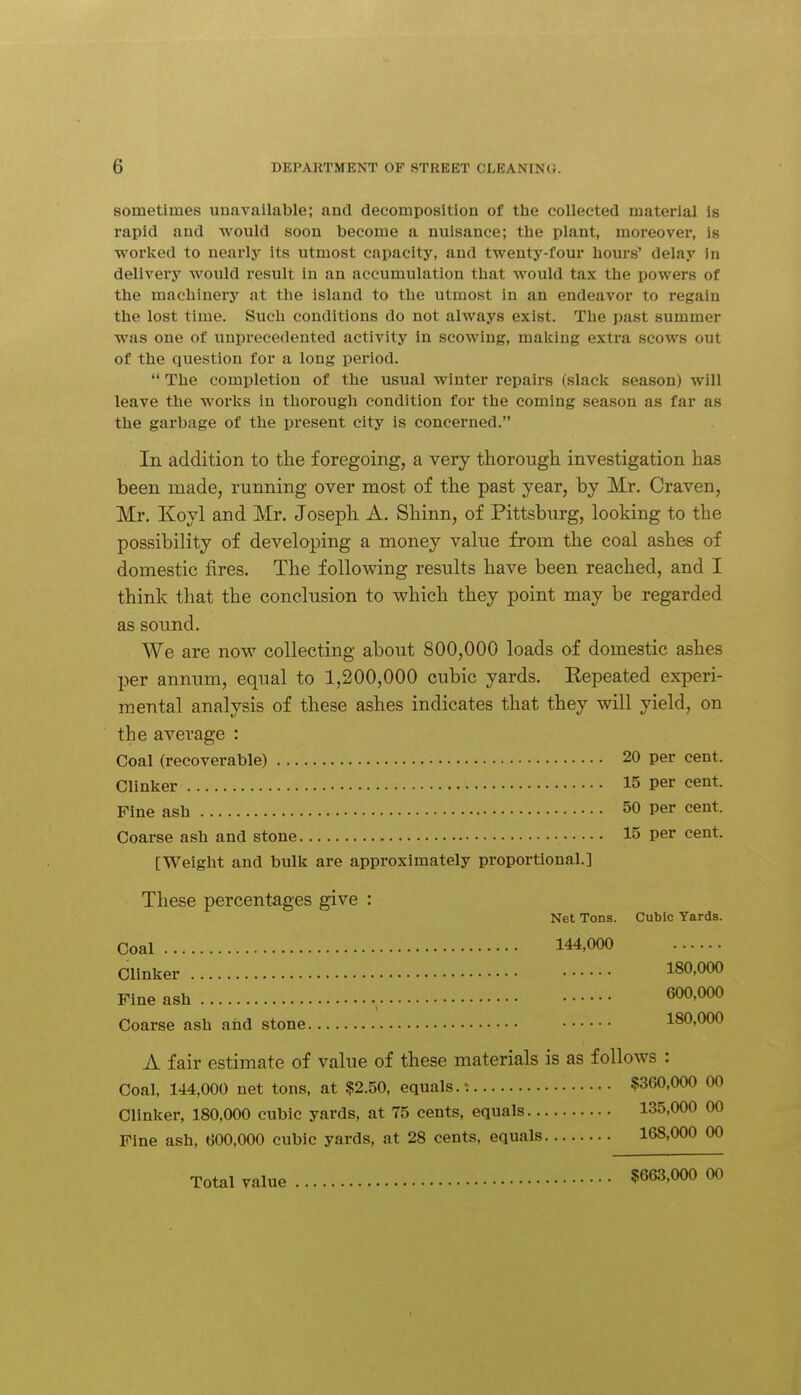 6 DEPARTMENT OF STREET CLEANING.
sometimes unavailable; and decomposition of the collected material is
rapid and would soon become a nuisance; the plant, moreover, is
worked to nearly its utmost capacity, and twenty-four hours' delay in
delivery would result in an accumulation that would tax the powers of
the machinery at the island to the utmost in an endeavor to regain
the lost time. Such conditions do not always exist. The past summer
was one of unprecedented activity in scowing, making extra scows out
of the question for a long period.
“ The completion of the usual winter repairs (slack season) will
leave the works in thorough condition for the coming season as far as
the garbage of the present city is concerned.”
In addition to the foregoing, a very thorough investigation has
been made, running over most of the past year, by Mr. Craven,
Mr. Koyl and Mr. Joseph A. Shinn, of Pittsburg, looking to the
possibility of developing a money value from the coal ashes of
domestic fires. The following results have been reached, and I
think that the conclusion to which they point may be regarded
as sound.
We are now collecting about 800,000 loads of domestic ashes
per annum, equal to 1,200,000 cubic yards. Repeated experi-
mental analysis of these ashes indicates that they will yield, on
the average :
Coal (recoverable) .......... 20 per cent.
Clinker .......... 15 per cent.
Fine ash .......... 50 per cent.
Coarse ash and stone.......... 15 per cent.
[Weight and bulk are approximately proportional.]
These percentages give :
Net Tons. Cubic Yards.
Coal .......... 144,000 ......
Clinker .......... ...... 180,000
Fine ash .......... ...... 600,000
Coarse ash and stone.......... ...... 180,000
A fair estimate of value of these materials is as follows :
Coal, 144,000 net tons, at $2.50, equals.......... $360,000 00
Clinker, 180,000 cubic yards, at 75 cents, equals.......... 135,000 00
Fine ash, 600,000 cubic yards, at 28 cents, equals......... 168,000 00
Total value .......... $663,000 00